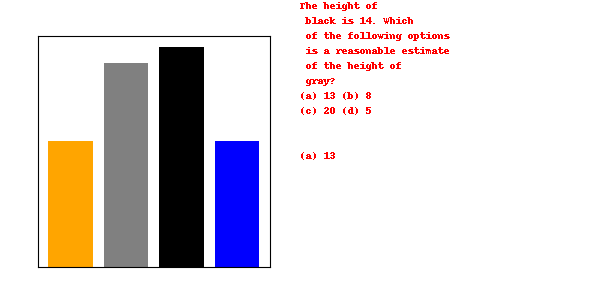 The height of
black is 14. Which
of the following options
is a reasonable estimate
of the height of
gray?
(a) 13 (b) 8
(c) 20 (d) 5
(a) 13